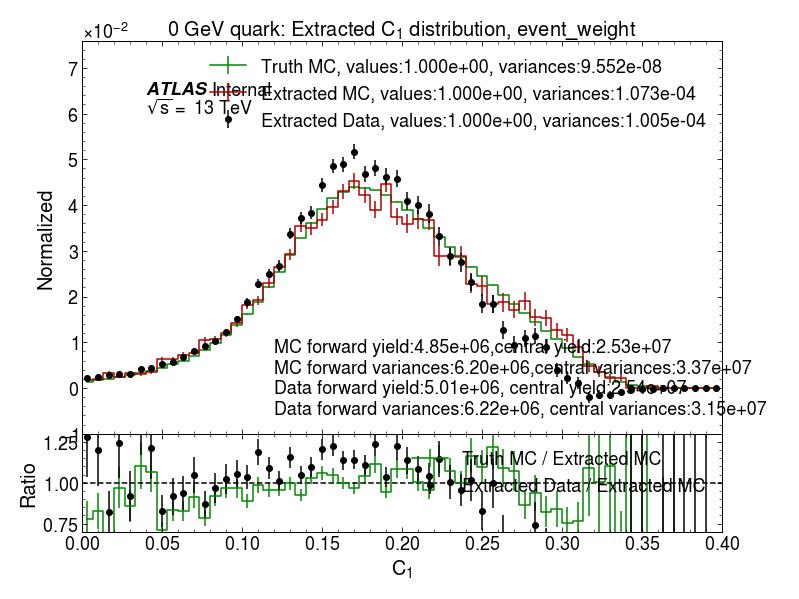 ×10⁻² 0 GeV quark: Extracted C₁ distribution, event_weight
Truth MC, values:1.000e+00, variances:9.552e-08
Extracted MC, values:1.000e+00, variances:1.073e-04
Extracted Data, values:1.000e+00, variances:1.005e-04
ATLAS Internal
√s = 13 TeV
7
6
5
4
3
2
1
0
Normalized
MC forward yield:4.85e+06,central yield:2.53e+07
MC forward variances:6.20e+06,central variances:3.37e+07
Data forward yield:5.01e+06, central yield:2.54e+07
Data forward variances:6.22e+06, central variances:3.15e+07
1.25
1.00
0.75
Ratio
Truth MC / Extracted MC
Extracted Data / Extracted MC
0.00 0.05 0.10 0.15 0.20 0.25 0.30 0.35 0.40
C₁